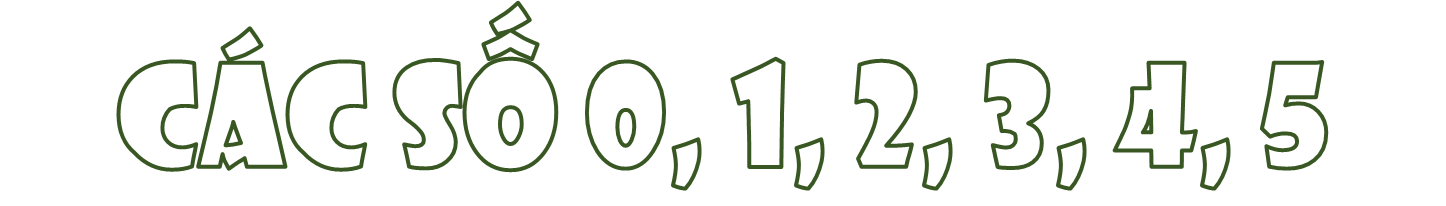 CÁC SỐ 0, 1, 2, 3, 4, 5